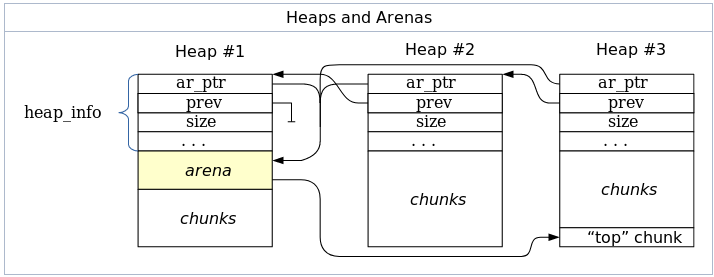 Heaps and Arenas
Heap #1 Heap #2 Heap #3
ar_ptr ar_ptr ar_ptr
heap_info prev prev prev
size size size
. . . . . . . . .
arena
chunks chunks chunks
“top” chunk